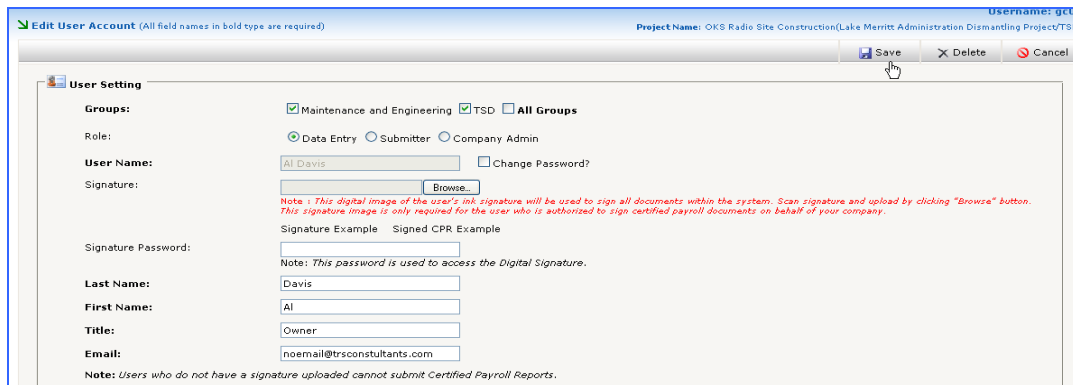 Username: gct
Edit User Account (All field names in bold type are required)
Project Name: OKS Radio Site Construction(Lake Merritt Administration Dismantling Project/TSI
Save Delete Cancel
User Setting
Groups: Maintenance and Engineering TSD All Groups
Role: Data Entry Submitter Company Admin
User Name: Al Davis Change Password?
Signature: Browse...
Note : This digital image of the user's ink signature will be used to sign all documents within the system. Scan signature and upload by clicking "Browse" button.
This signature image is only required for the user who is authorized to sign certified payroll documents on behalf of your company.
Signature Example Signed CPR Example
Signature Password:
Note: This password is used to access the Digital Signature.
Last Name: Davis
First Name: Al
Title: Owner
Email: noemail@trsconstultants.com
Note: Users who do not have a signature uploaded cannot submit Certified Payroll Reports.